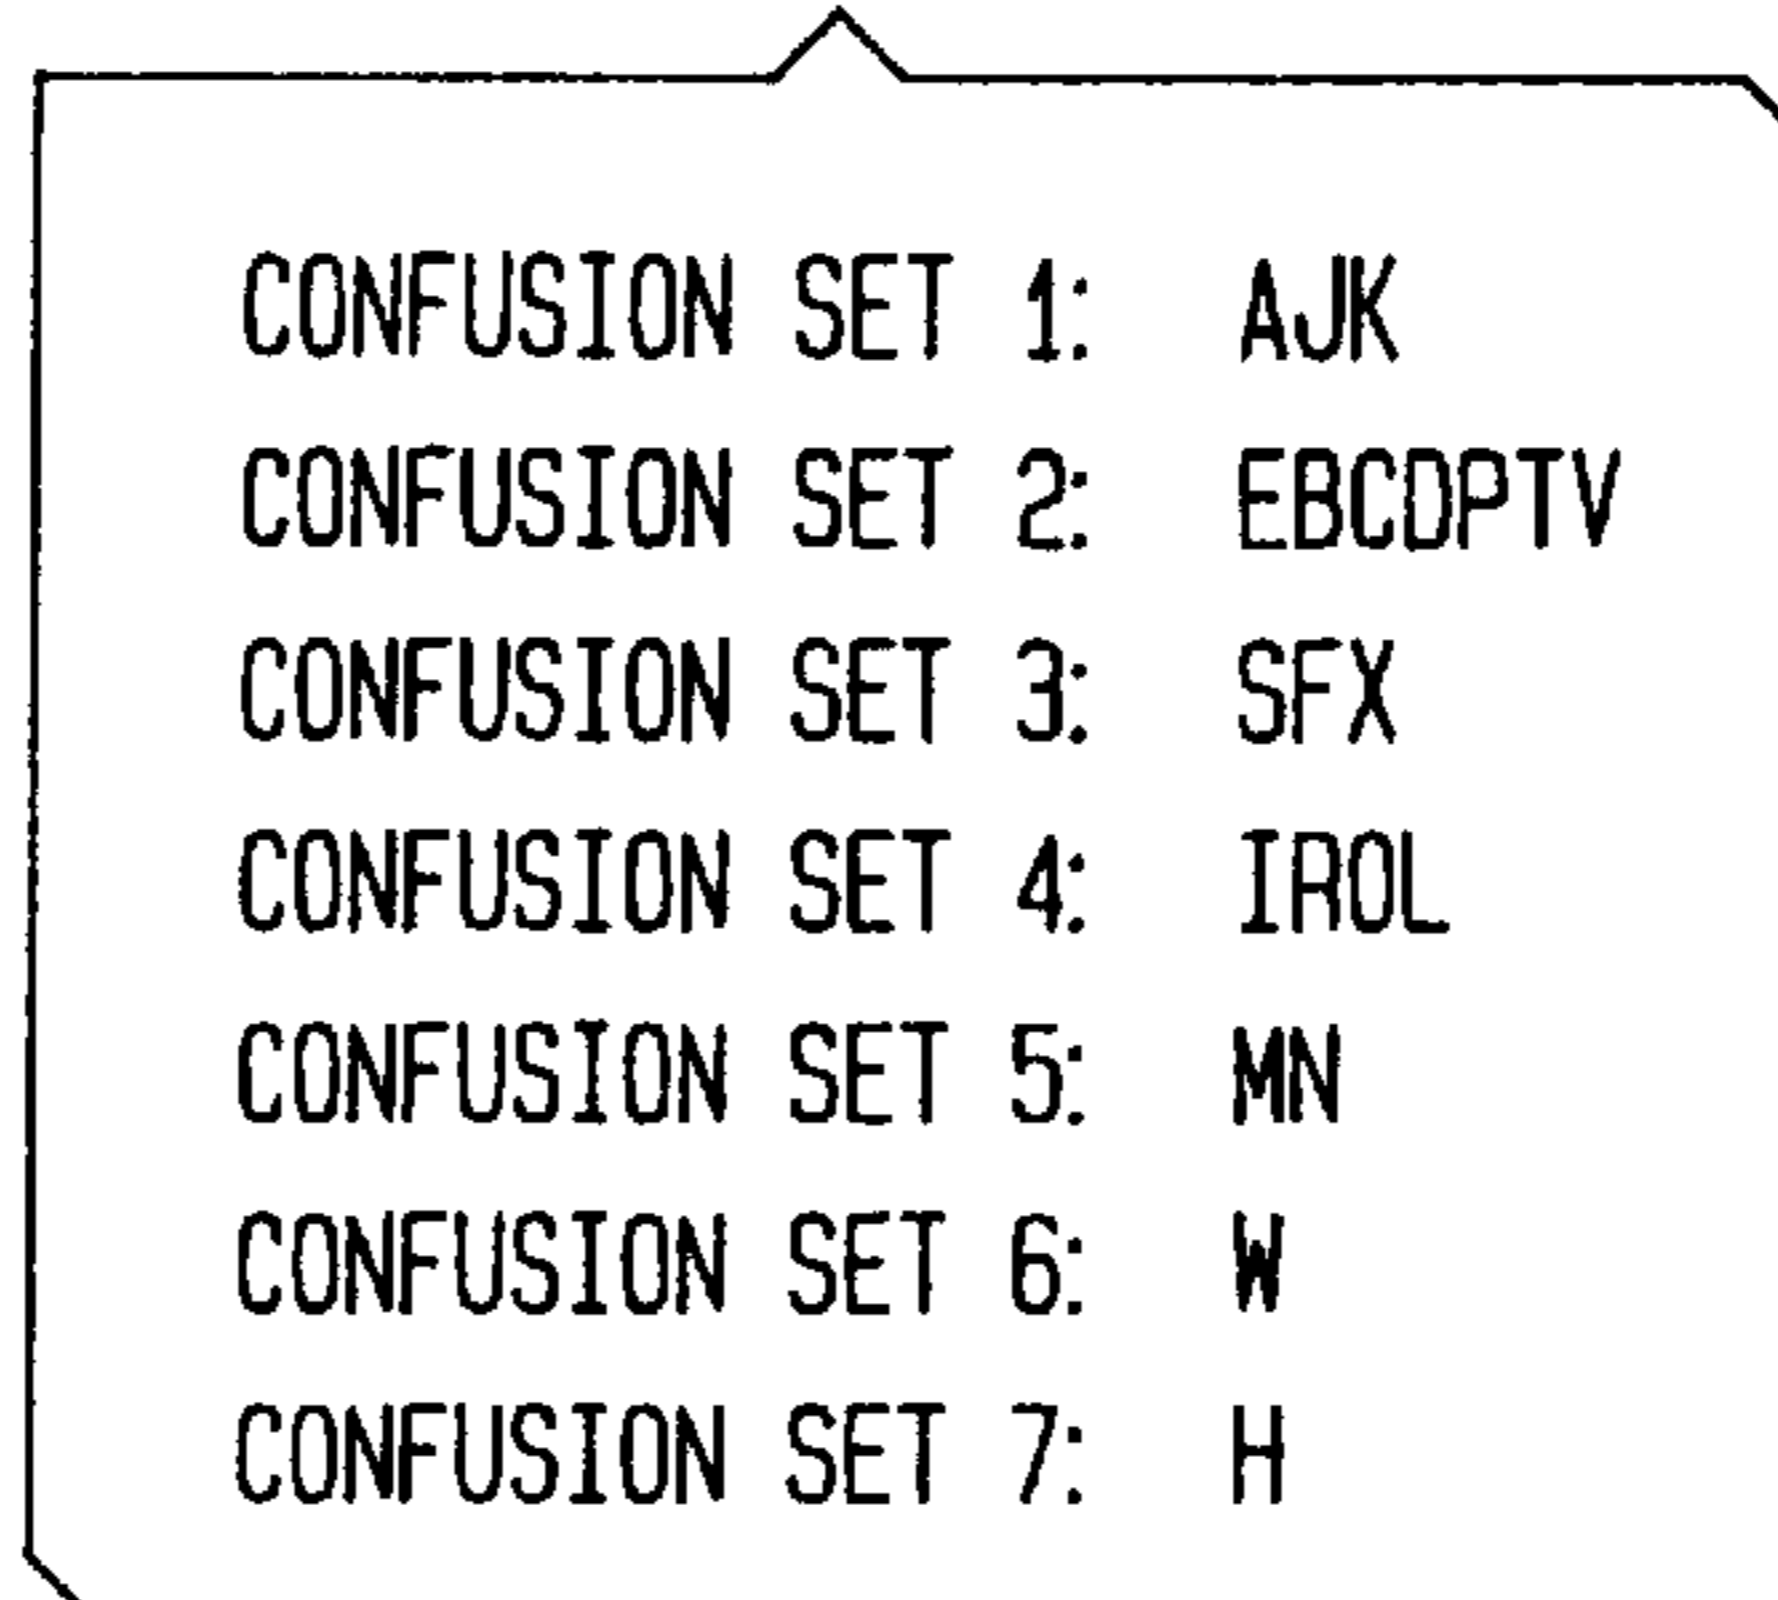 CONFUSION SET 1: AJK
CONFUSION SET 2: EBCDPTV
CONFUSION SET 3: SFX
CONFUSION SET 4: IROL
CONFUSION SET 5: MN
CONFUSION SET 6: W
CONFUSION SET 7: H